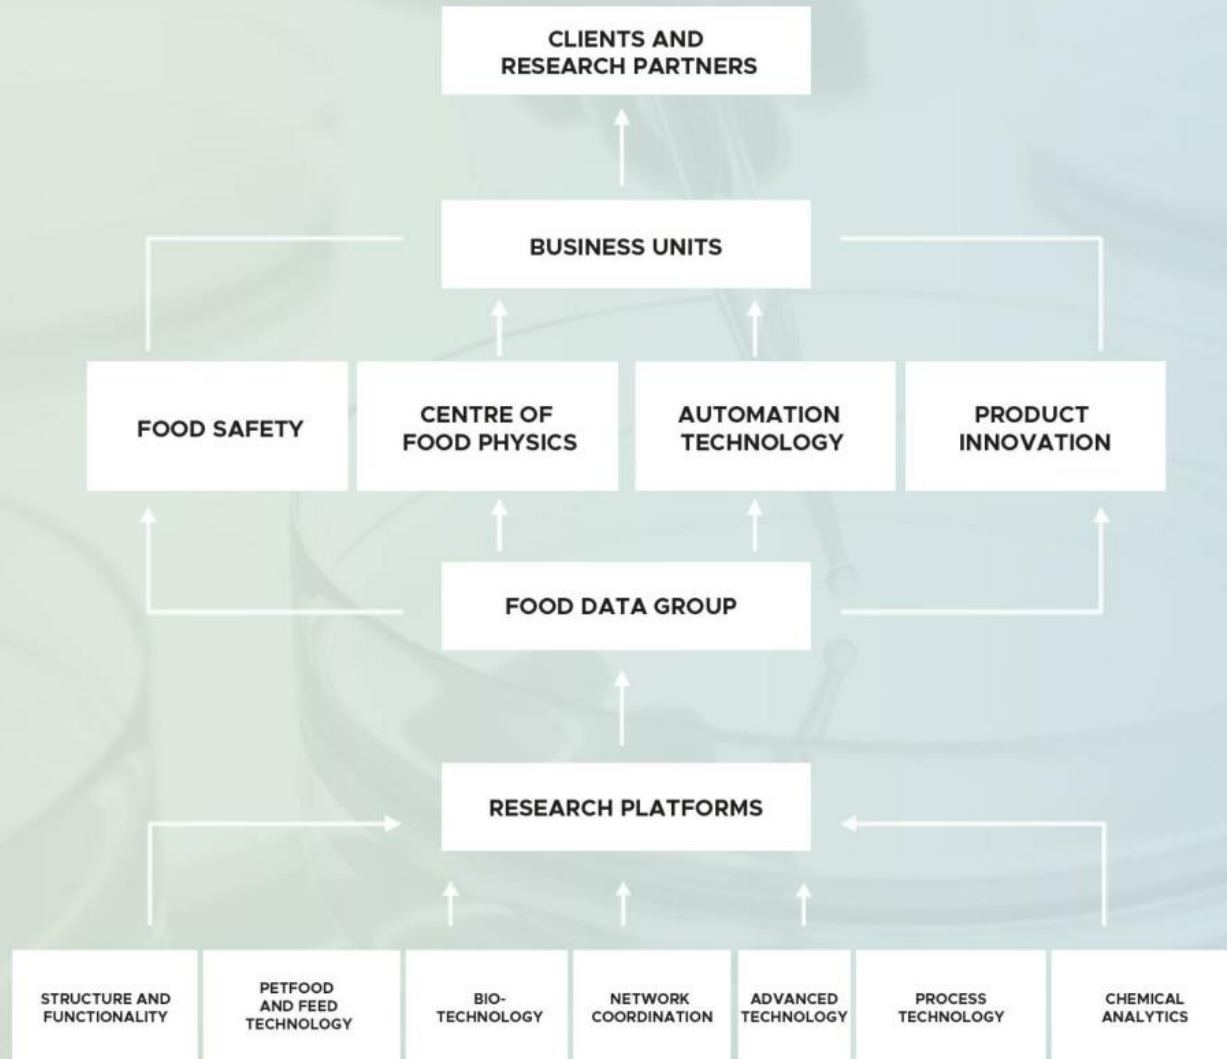 CLIENTS AND
RESEARCH PARTNERS
BUSINESS UNITS
FOOD SAFETY
CENTRE OF
FOOD PHYSICS
AUTOMATION
TECHNOLOGY
PRODUCT
INNOVATION
FOOD DATA GROUP
RESEARCH PLATFORMS
STRUCTURE AND
FUNCTIONALITY
PETFOOD
AND FEED
TECHNOLOGY
BIO-
TECHNOLOGY
NETWORK
COORDINATION
ADVANCED
TECHNOLOGY
PROCESS
TECHNOLOGY
CHEMICAL
ANALYTICS